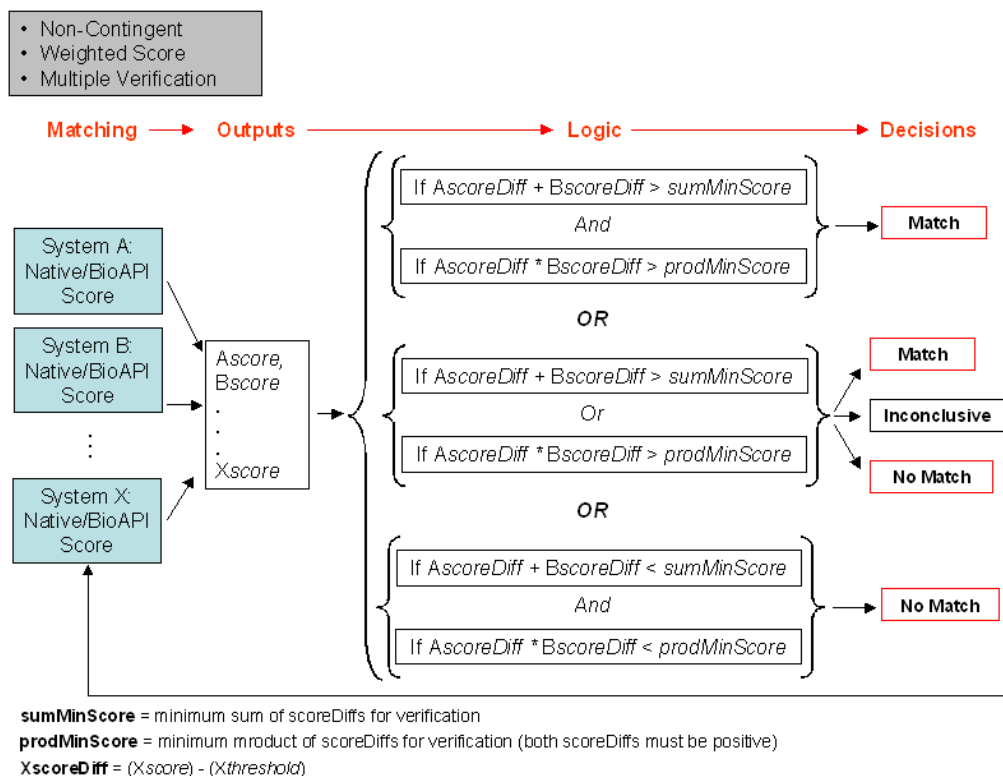 • Non-Contingent
• Weighted Score
• Multiple Verification
Matching
Outputs
Logic
Decisions
System A:
Native/BioAPI
Score
System B:
Native/BioAPI
Score
⋮
System X:
Native/BioAPI
Score
Ascore,
Bscore
.
.
Xscore
If AscoreDiff + BscoreDiff > sumMinScore
And
If AscoreDiff * BscoreDiff > prodMinScore
Match
OR
If AscoreDiff + BscoreDiff > sumMinScore
Or
If AscoreDiff * BscoreDiff > prodMinScore
Match
Inconclusive
No Match
OR
If AscoreDiff + BscoreDiff < sumMinScore
And
If AscoreDiff * BscoreDiff < prodMinScore
No Match
sumMinScore = minimum sum of scoreDiffs for verification
prodMinScore = minimum mroduct of scoreDiffs for verification (both scoreDiffs must be positive)
XscoreDiff = (Xscore) - (Xthreshold)